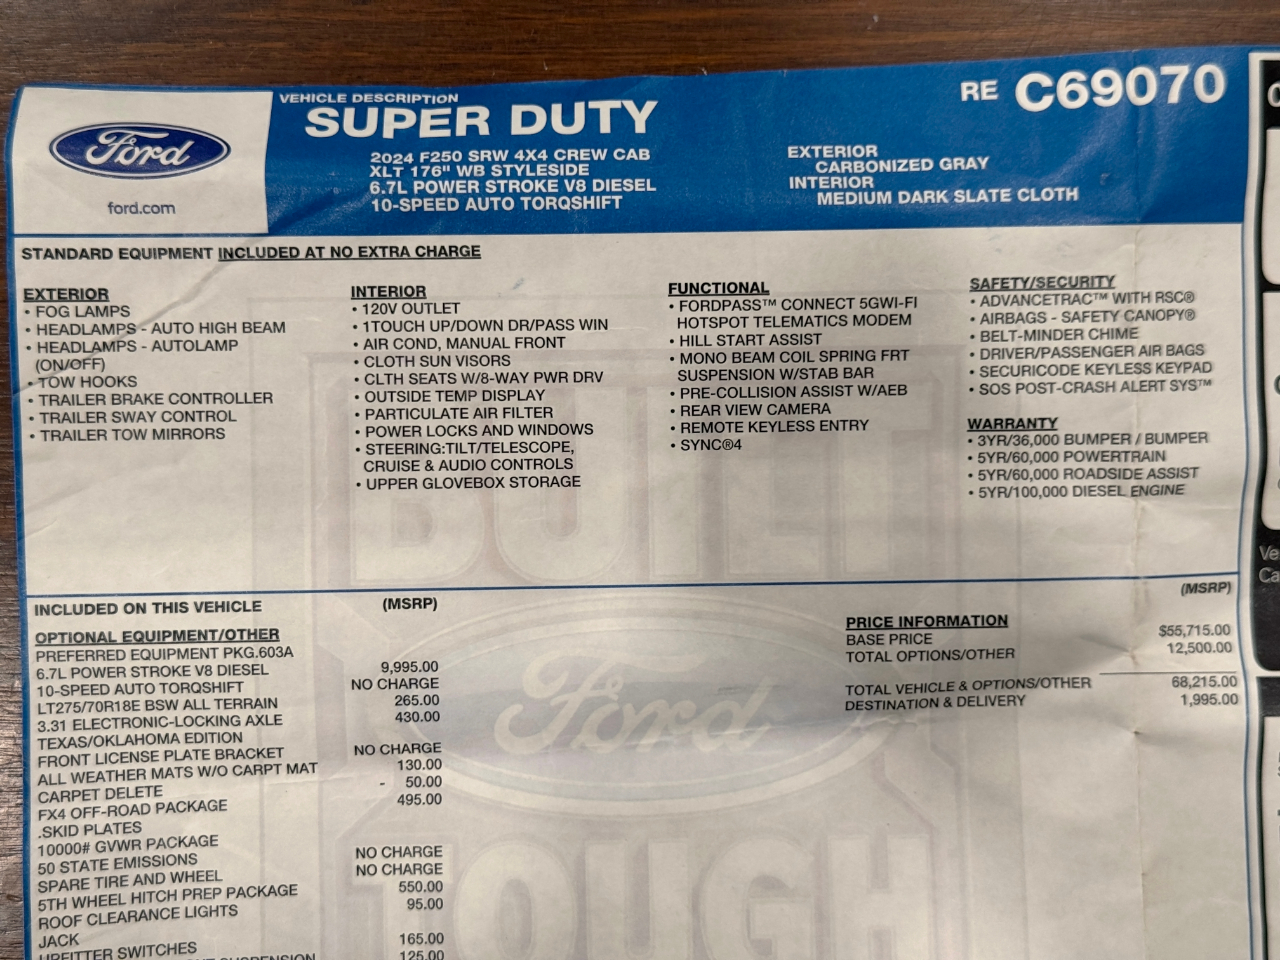 Ford
ford.com
VEHICLE DESCRIPTION
SUPER DUTY
2024 F250 SRW 4X4 CREW CAB
XLT 176" WB STYLESIDE
6.7L POWER STROKE V8 DIESEL
10-SPEED AUTO TORQSHIFT
RE C69070
EXTERIOR
CARBONIZED GRAY
INTERIOR
MEDIUM DARK SLATE CLOTH
STANDARD EQUIPMENT INCLUDED AT NO EXTRA CHARGE
EXTERIOR
• FOG LAMPS
• HEADLAMPS - AUTO HIGH BEAM
• HEADLAMPS - AUTOLAMP
(ON/OFF)
• TOW HOOKS
• TRAILER BRAKE CONTROLLER
• TRAILER SWAY CONTROL
• TRAILER TOW MIRRORS
INTERIOR
• 120V OUTLET
• 1TOUCH UP/DOWN DR/PASS WIN
• AIR COND, MANUAL FRONT
• CLOTH SUN VISORS
• CLTH SEATS W/8-WAY PWR DRV
• OUTSIDE TEMP DISPLAY
• PARTICULATE AIR FILTER
• POWER LOCKS AND WINDOWS
• STEERING:TILT/TELESCOPE,
CRUISE & AUDIO CONTROLS
• UPPER GLOVEBOX STORAGE
FUNCTIONAL
• FORDPASS™ CONNECT 5GWI-FI
HOTSPOT TELEMATICS MODEM
• HILL START ASSIST
• MONO BEAM COIL SPRING FRT
SUSPENSION W/STAB BAR
• PRE-COLLISION ASSIST W/AEB
• REAR VIEW CAMERA
• REMOTE KEYLESS ENTRY
• SYNC®4
SAFETY/SECURITY
• ADVANCETRAC™ WITH RSC®
• AIRBAGS - SAFETY CANOPY®
• BELT-MINDER CHIME
• DRIVER/PASSENGER AIR BAGS
• SECURICODE KEYLESS KEYPAD
• SOS POST-CRASH ALERT SYS™
WARRANTY
• 3YR/36,000 BUMPER / BUMPER
• 5YR/60,000 POWERTRAIN
• 5YR/60,000 ROADSIDE ASSIST
• 5YR/100,000 DIESEL ENGINE
INCLUDED ON THIS VEHICLE (MSRP)
OPTIONAL EQUIPMENT/OTHER
PREFERRED EQUIPMENT PKG.603A
6.7L POWER STROKE V8 DIESEL 9,995.00
10-SPEED AUTO TORQSHIFT NO CHARGE
LT275/70R18E BSW ALL TERRAIN 265.00
3.31 ELECTRONIC-LOCKING AXLE 430.00
TEXAS/OKLAHOMA EDITION
FRONT LICENSE PLATE BRACKET NO CHARGE
ALL WEATHER MATS W/O CARPT MAT 130.00
CARPET DELETE - 50.00
FX4 OFF-ROAD PACKAGE 495.00
.SKID PLATES
10000# GVWR PACKAGE
50 STATE EMISSIONS NO CHARGE
SPARE TIRE AND WHEEL NO CHARGE
5TH WHEEL HITCH PREP PACKAGE 550.00
ROOF CLEARANCE LIGHTS 95.00
JACK
UPFITTER SWITCHES 165.00
125.00
(MSRP)
PRICE INFORMATION
BASE PRICE $55,715.00
TOTAL OPTIONS/OTHER 12,500.00
TOTAL VEHICLE & OPTIONS/OTHER 68,215.00
DESTINATION & DELIVERY 1,995.00
BUILT
Ford
TOUGH